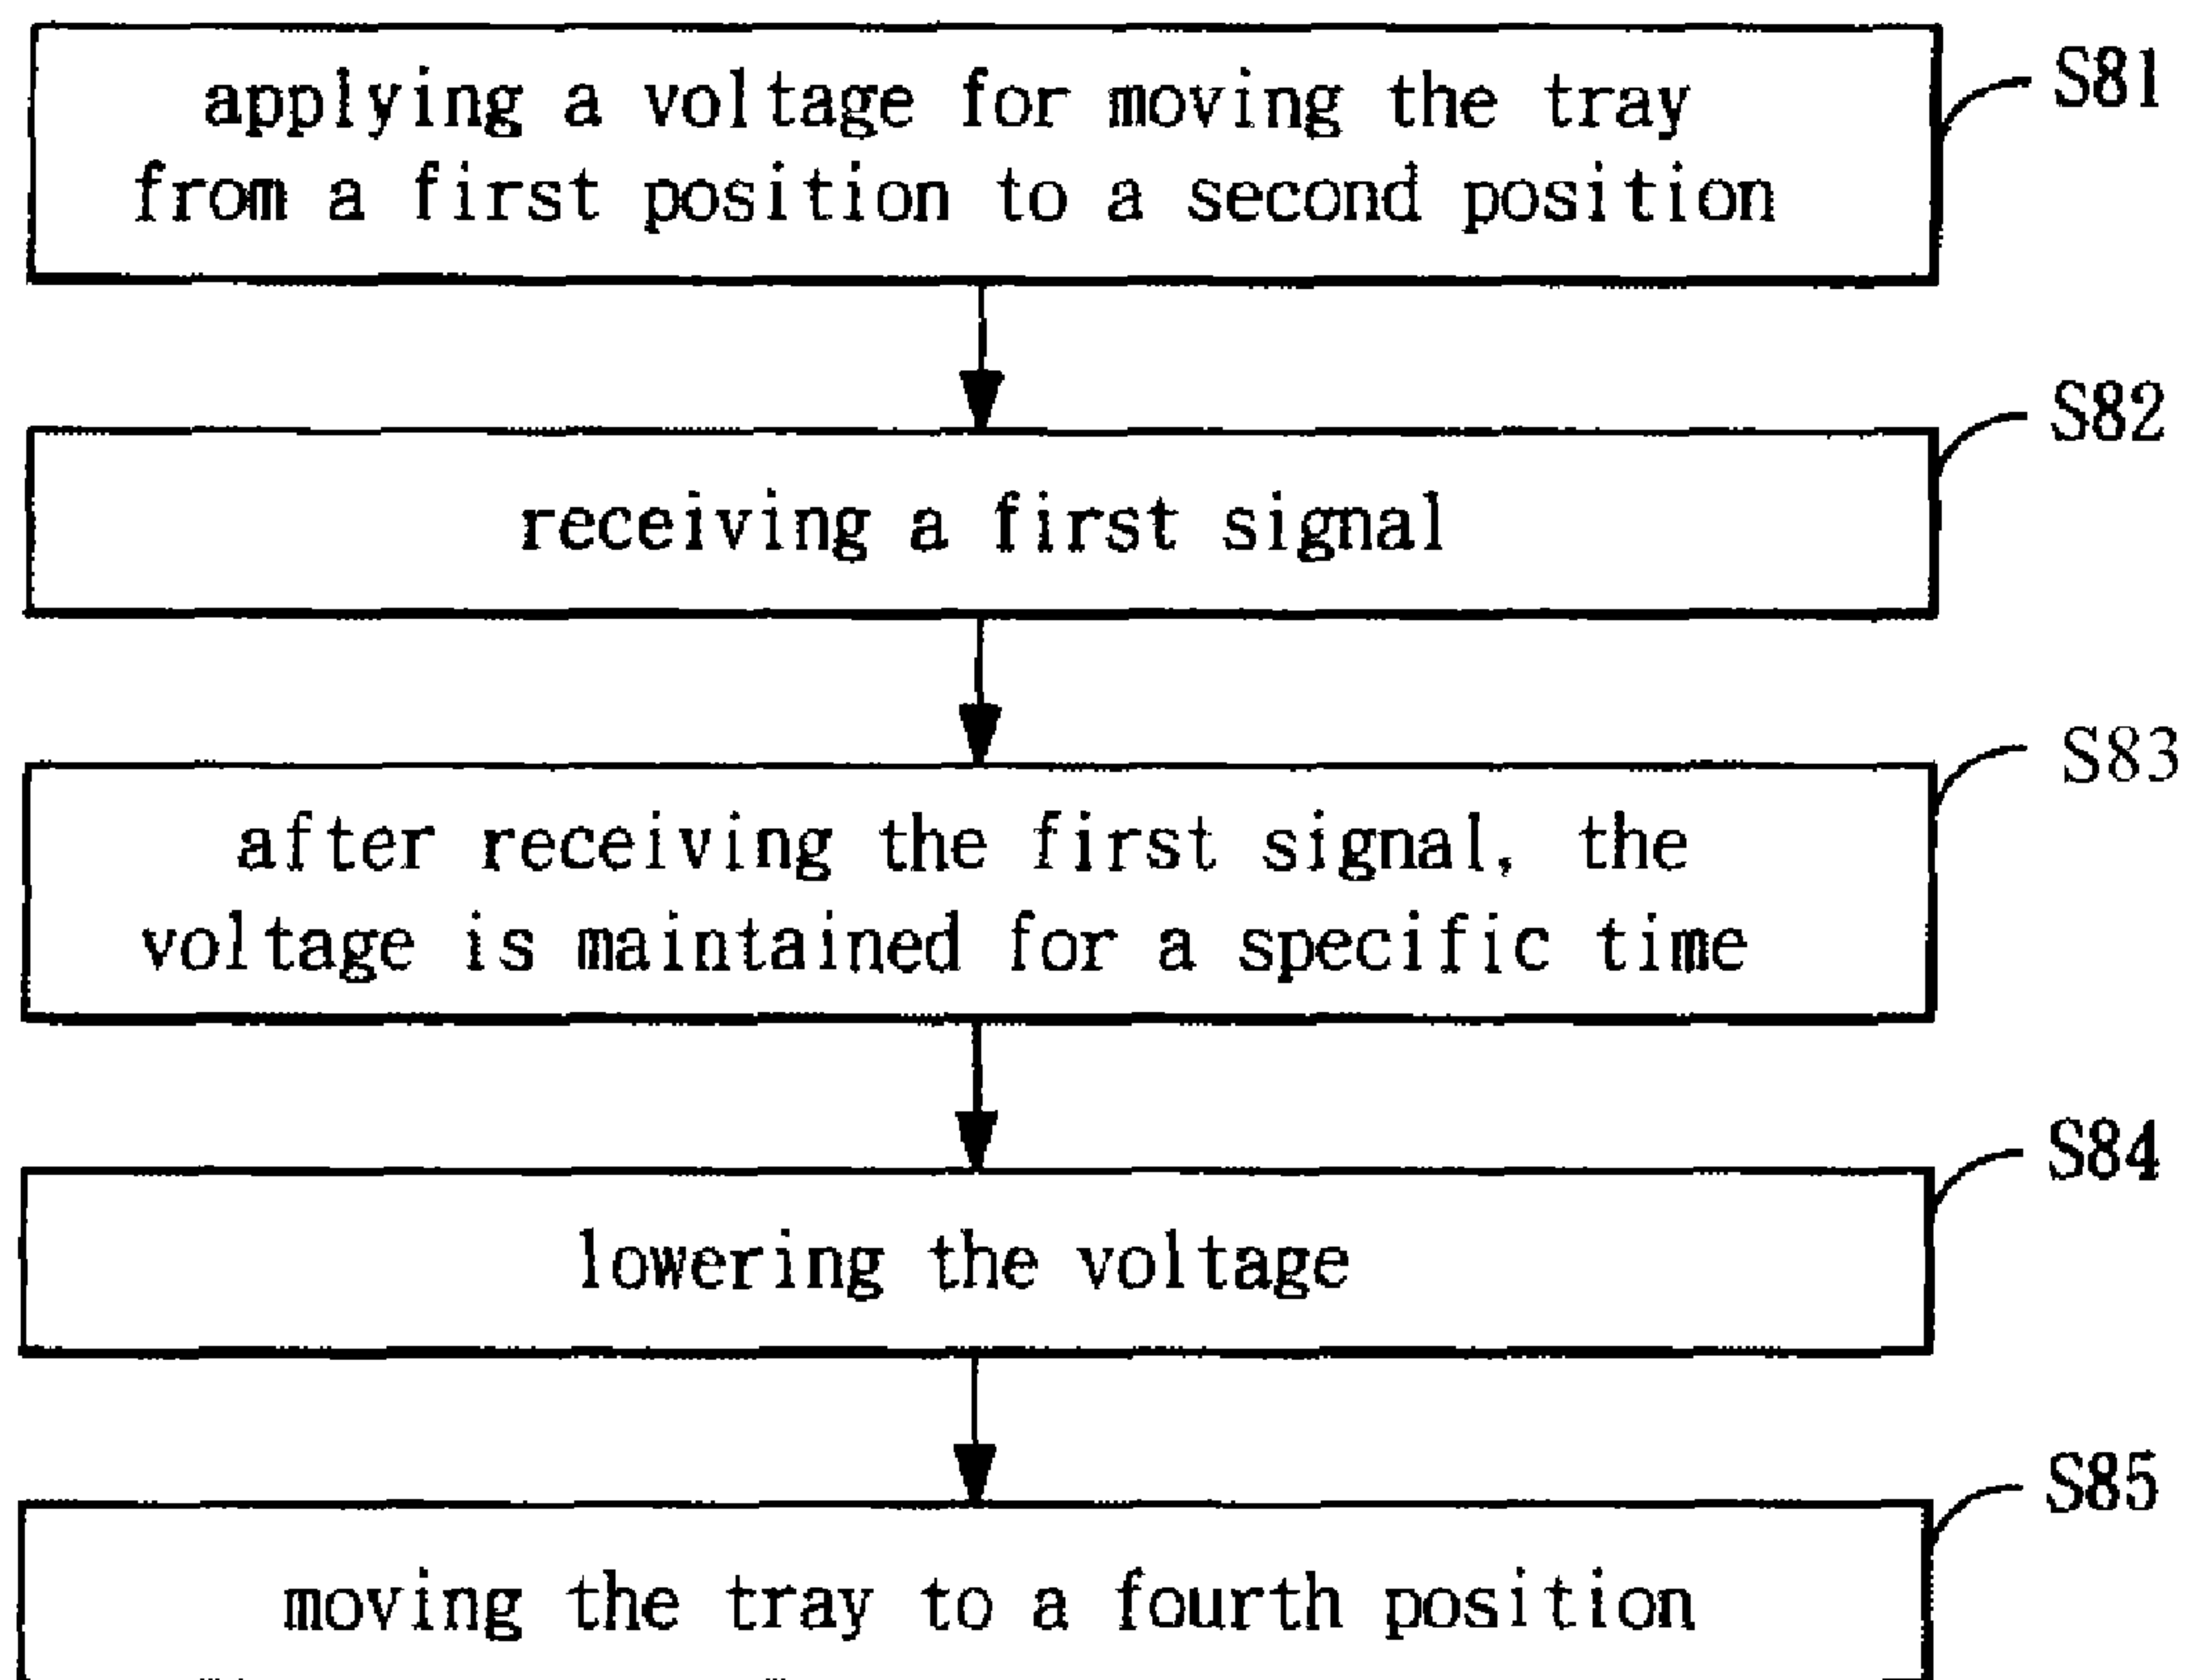 applying a voltage for moving the tray
from a first position to a second position
S81
receiving a first signal
S82
after receiving the first signal, the
voltage is maintained for a specific time
S83
lowering the voltage
S84
moving the tray to a fourth position
S85